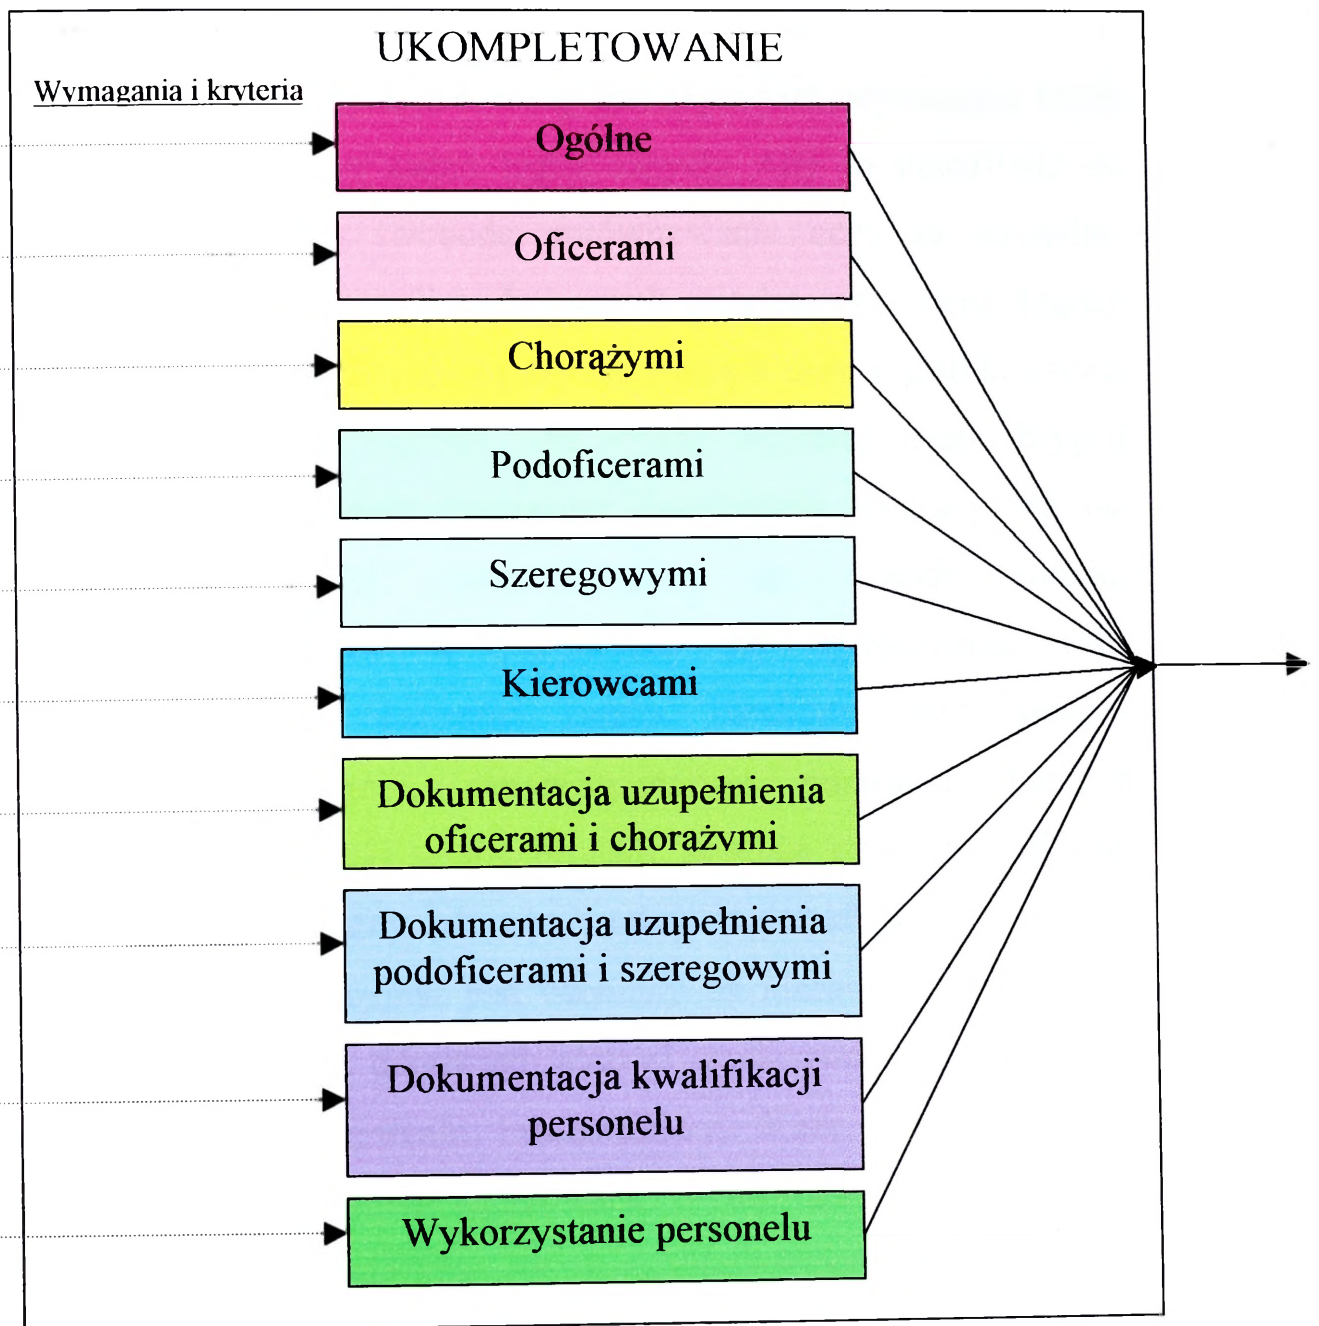 UKOMPLETOWANIE
Wymagania i kryteria
Ogólne
Oficerami
Chorążymi
Podoficerami
Szeregowymi
Kierowcami
Dokumentacja uzupełnienia
oficerami i chorążymi
Dokumentacja uzupełnienia
podoficerami i szeregowymi
Dokumentacja kwalifikacji
personelu
Wykorzystanie personelu